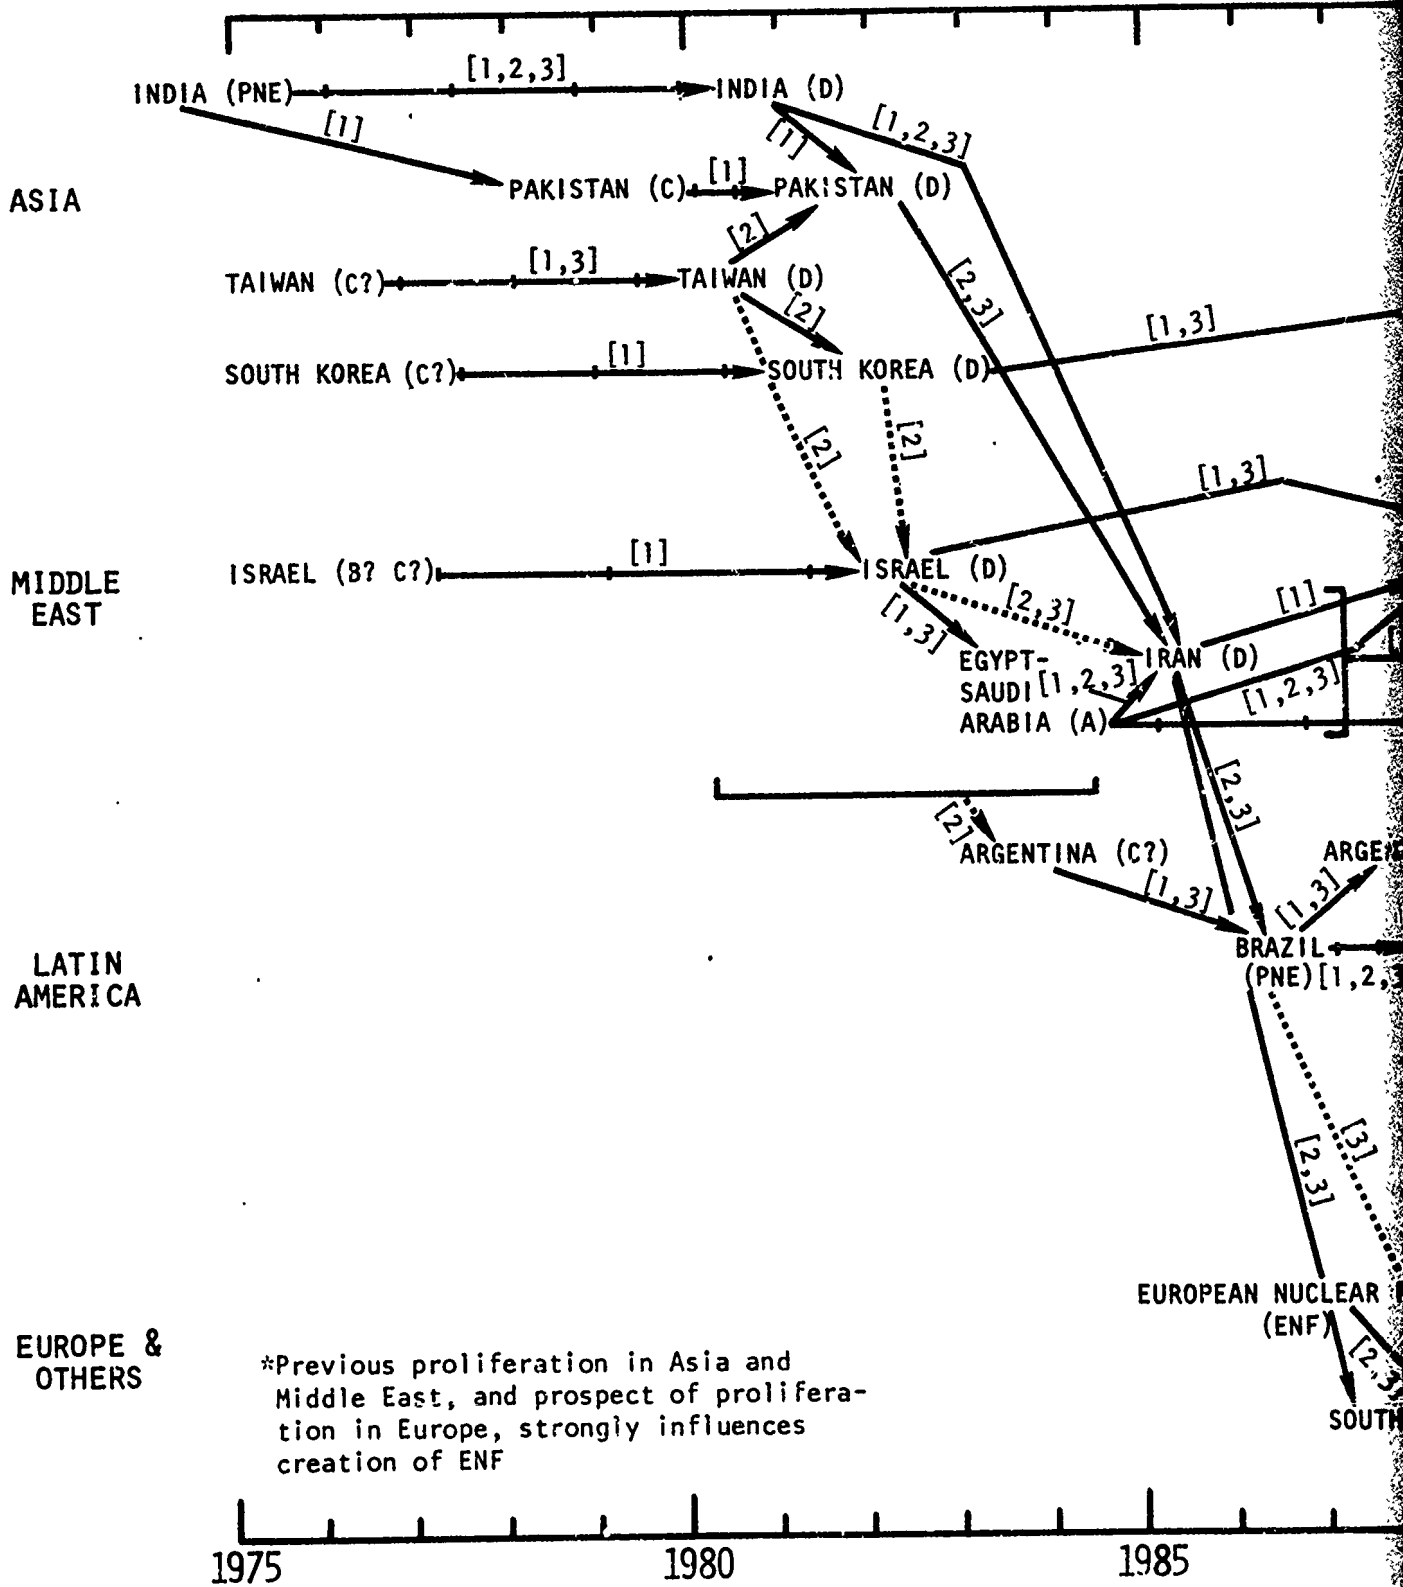 INDIA (PNE) [1,2,3] INDIA (D)
[1] [1] [1,2,3]
ASIA
PAKISTAN (C) [1] PAKISTAN (D)
[2]
TAIWAN (C?) [1,3] TAIWAN (D)
[2] [2,3]
[1,3]
SOUTH KOREA (C?) [1] SOUTH KOREA (D)
[2] [2]
[1,3]
MIDDLE
EAST
ISRAEL (B? C?) [1] ISRAEL (D)
[1,3] [2,3] [1]
EGYPT-
SAUDI
ARABIA (A)
[1,2,3]
IRAN (D)
[1,2,3]
[2,3]
[2]
ARGENTINA (C?)
[1,3] [1,3]
LATIN
AMERICA
BRAZIL
(PNE) [1,2,
[3]
[2,3]
EUROPEAN NUCLEAR
(ENF)
[2,3]
SOUTH
EUROPE &
OTHERS
*Previous proliferation in Asia and
Middle East, and prospect of prolifera-
tion in Europe, strongly influences
creation of ENF
1975 1980 1985